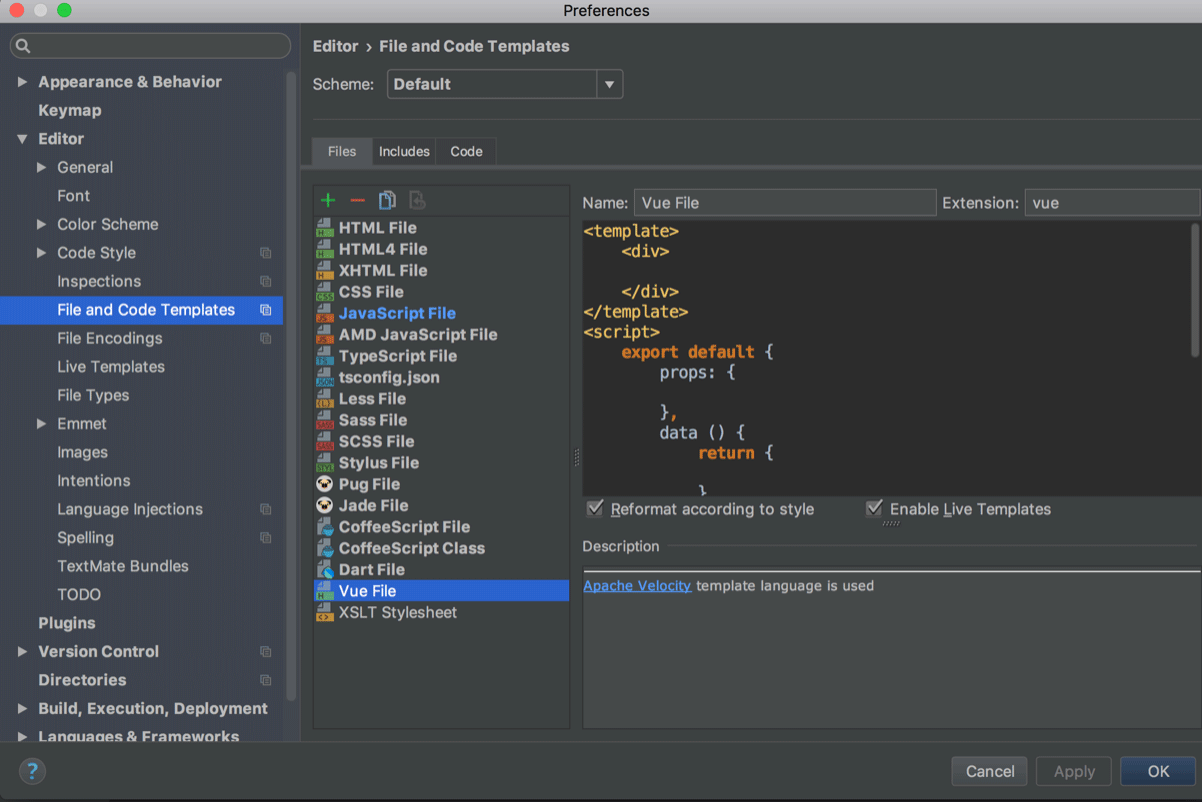 Preferences
Editor › File and Code Templates
Scheme: Default
Appearance & Behavior
Keymap
Editor
General
Font
Color Scheme
Code Style
Inspections
File and Code Templates
File Encodings
Live Templates
File Types
Emmet
Images
Intentions
Language Injections
Spelling
TextMate Bundles
TODO
Plugins
Version Control
Directories
Build, Execution, Deployment
Languages & Frameworks
Files Includes Code
HTML File
HTML4 File
XHTML File
CSS File
JavaScript File
AMD JavaScript File
TypeScript File
tsconfig.json
Less File
Sass File
SCSS File
Stylus File
Pug File
Jade File
CoffeeScript File
CoffeeScript Class
Dart File
Vue File
XSLT Stylesheet
Name: Vue File Extension: vue
<template>
    <div>

    </div>
</template>
<script>
    export default {
        props: {

        },
        data () {
            return {

            }
Reformat according to style Enable Live Templates
Description
Apache Velocity template language is used
? Cancel Apply OK